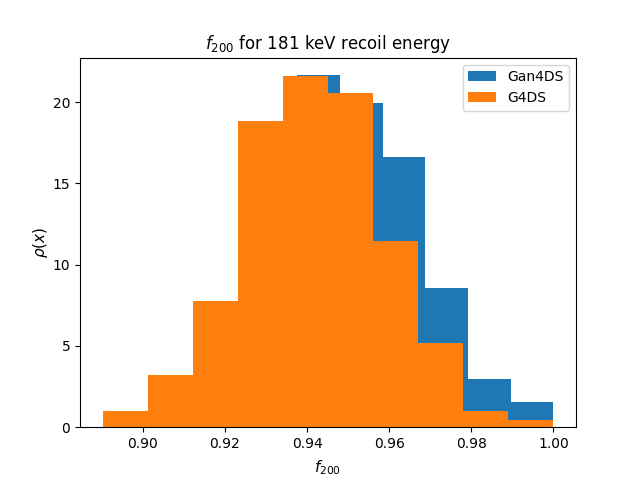 f₂₀₀ for 181 keV recoil energy
Gan4DS
G4DS
20
15
10
5
0
ρ(x)
0.90 0.92 0.94 0.96 0.98 1.00
f₂₀₀